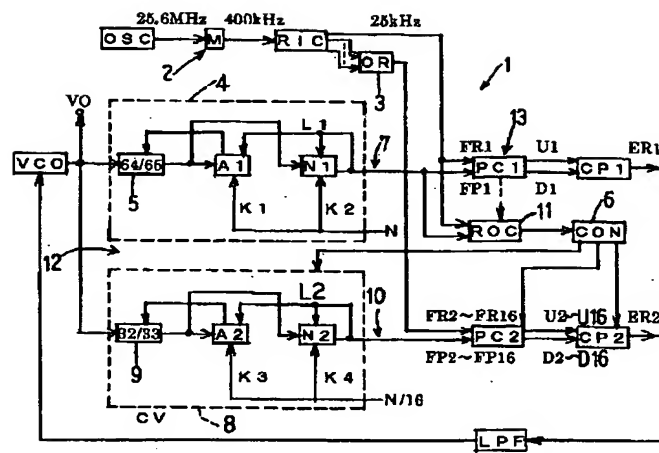 25.6MHz 400kHz 25kHz
OSC M RIC OR
2 3 1
4
VO
L1 7 13
VCO 64/65 A1 N1 FR1 PC1 U1 CP1 ER1
FP1 D1
5 K1 K2 N 11 6
ROC CON
12
L2 10
32/33 A2 N2 FR2~FR16 PC2 U2~U16 CP2 ER2
FP2~FP16 D2~D16
9 K3 K4
N/16
CV 8
LPF